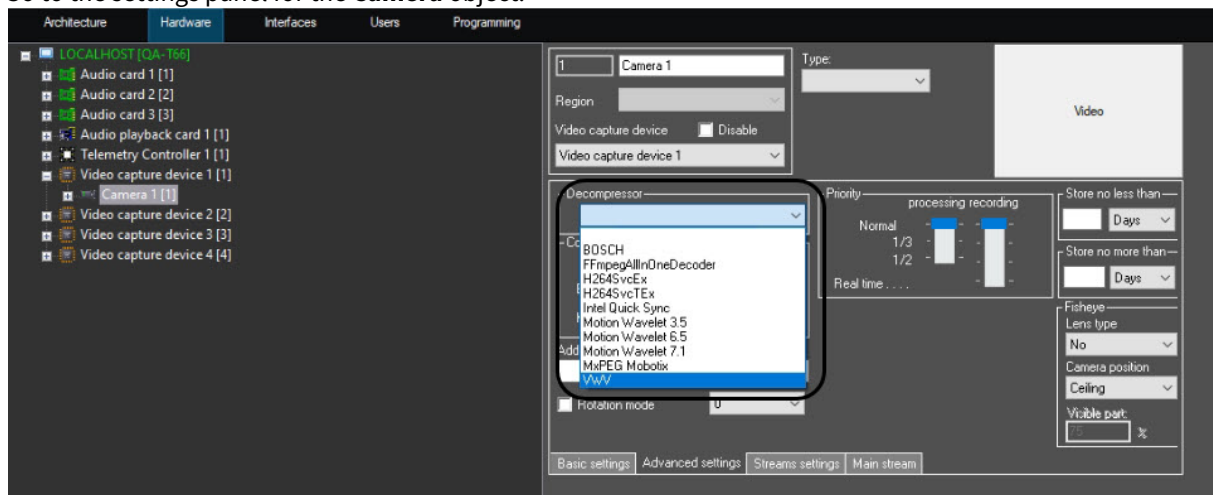 Go to the settings panel for the Camera object.
Architecture Hardware Interfaces Users Programming
LOCALHOST [QA-T66]
Audio card 1 [1]
Audio card 2 [2]
Audio card 3 [3]
Audio playback card 1 [1]
Telemetry Controller 1 [1]
Video capture device 1 [1]
Camera 1 [1]
Video capture device 2 [2]
Video capture device 3 [3]
Video capture device 4 [4]
1 Camera 1
Region
Video capture device Disable
Video capture device 1
Type:
Video
Decompressor
BOSCH
FFmpegAllInOneDecoder
H264SvcEx
H264SvcTEx
Intel Quick Sync
Motion Wavelet 3.5
Motion Wavelet 6.5
Motion Wavelet 7.1
MxPEG Mobotix
VWV
Rotation mode 0
Priority
processing recording
Normal
1/3
1/2
Real time . . . .
Store no less than
Days
Store no more than
Days
Fisheye
Lens type
No
Camera position
Ceiling
Visible part:
75 %
Basic settings Advanced settings Streams settings Main stream